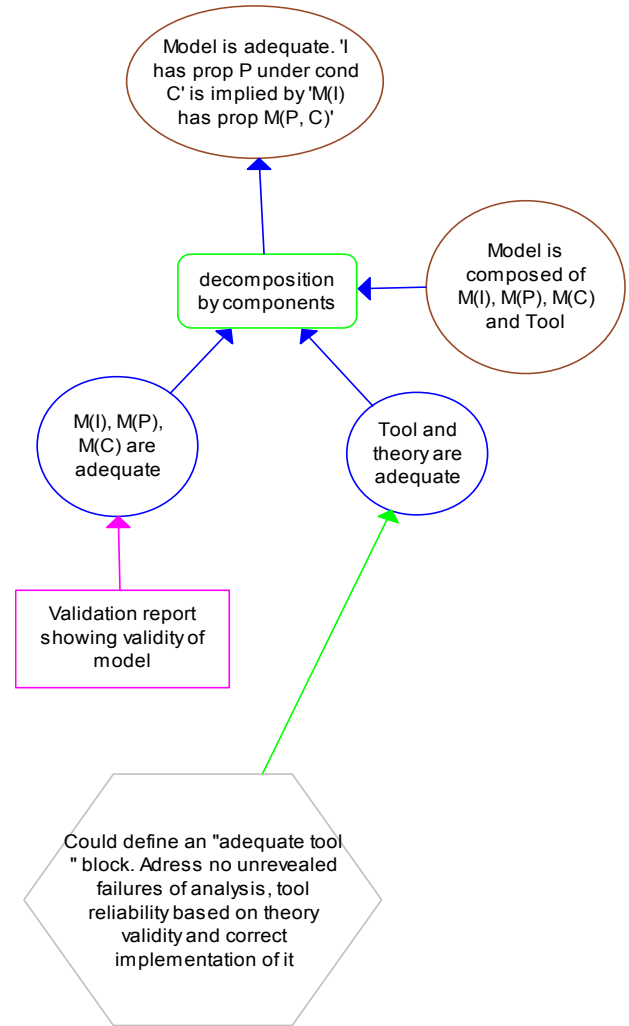 Model is adequate. 'I
has prop P under cond
C' is implied by 'M(I)
has prop M(P, C)'
decomposition
by components
Model is
composed of
M(I), M(P), M(C)
and Tool
M(I), M(P),
M(C) are
adequate
Tool and
theory are
adequate
Validation report
showing validity of
model
Could define an "adequate tool
" block. Adress no unrevealed
failures of analysis, tool
reliability based on theory
validity and correct
implementation of it